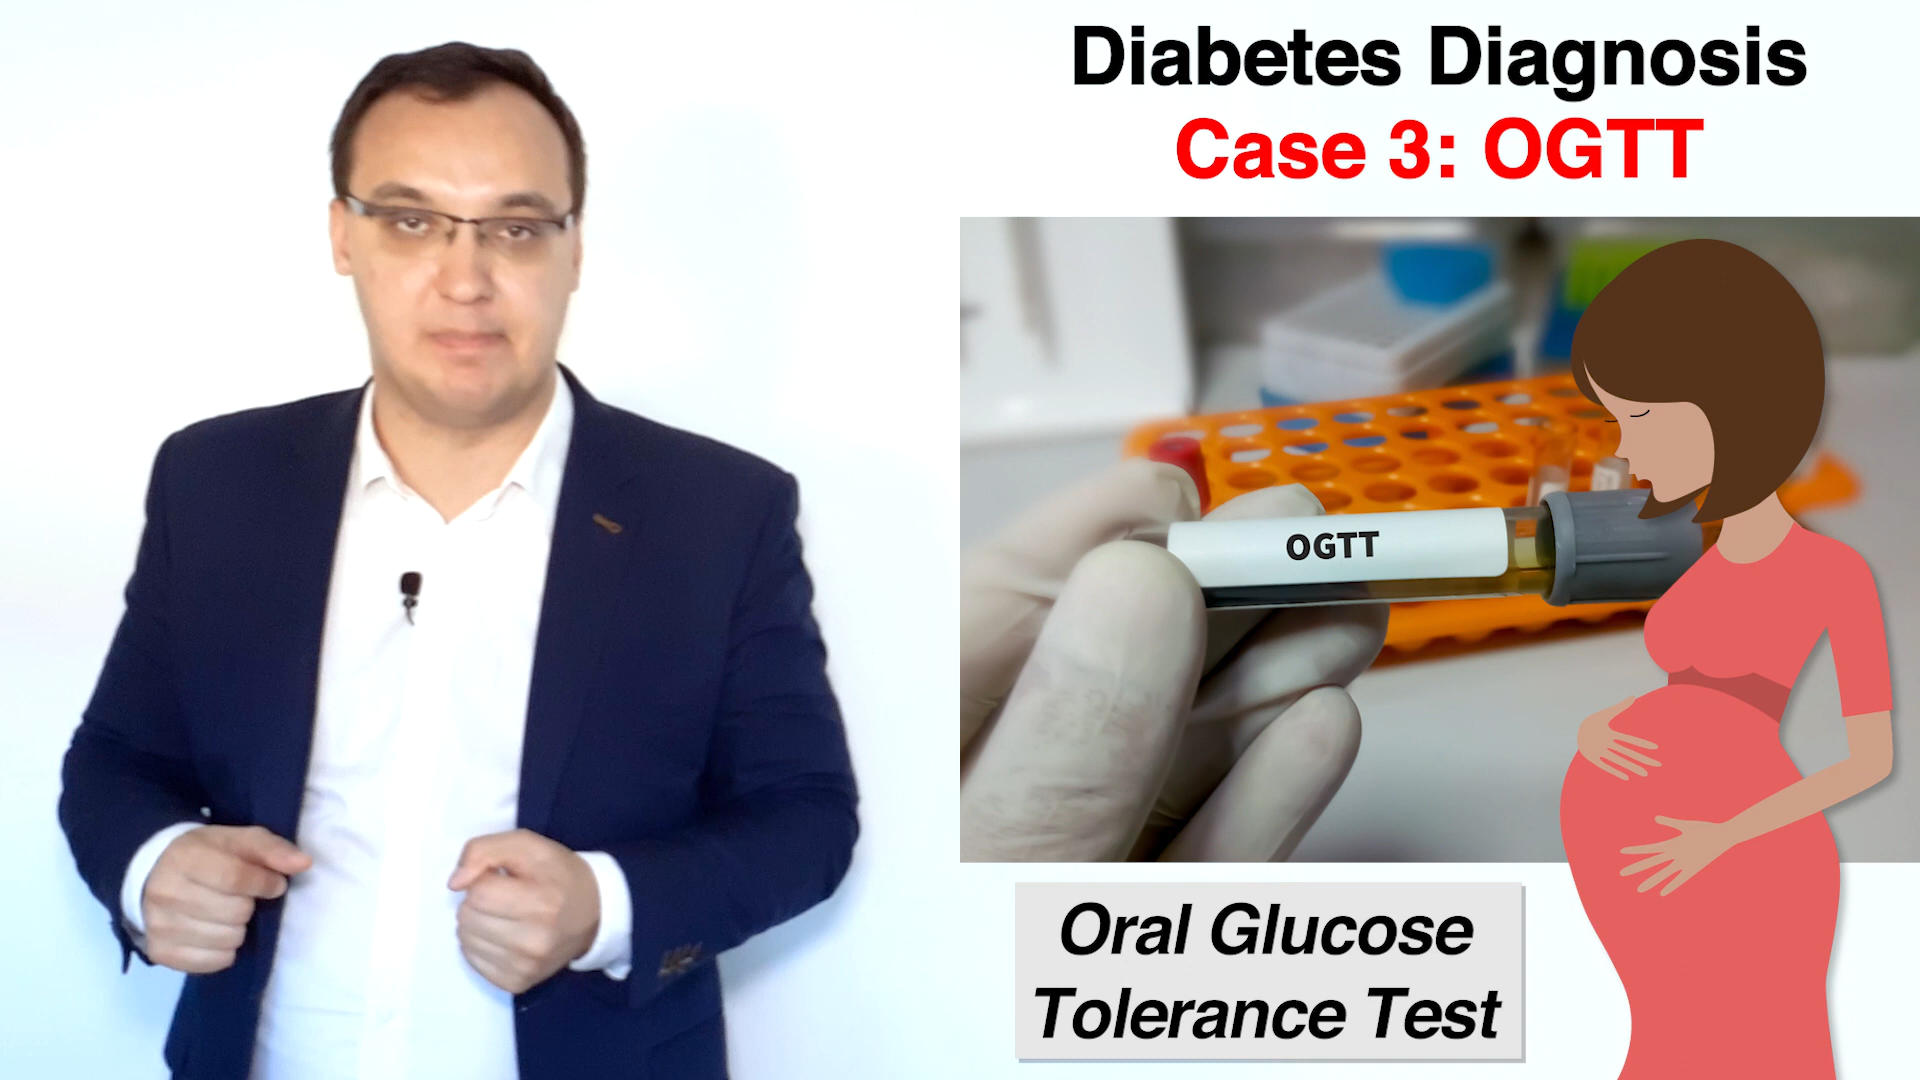 Diabetes Diagnosis
Case 3: OGTT
OGTT
Oral Glucose
Tolerance Test